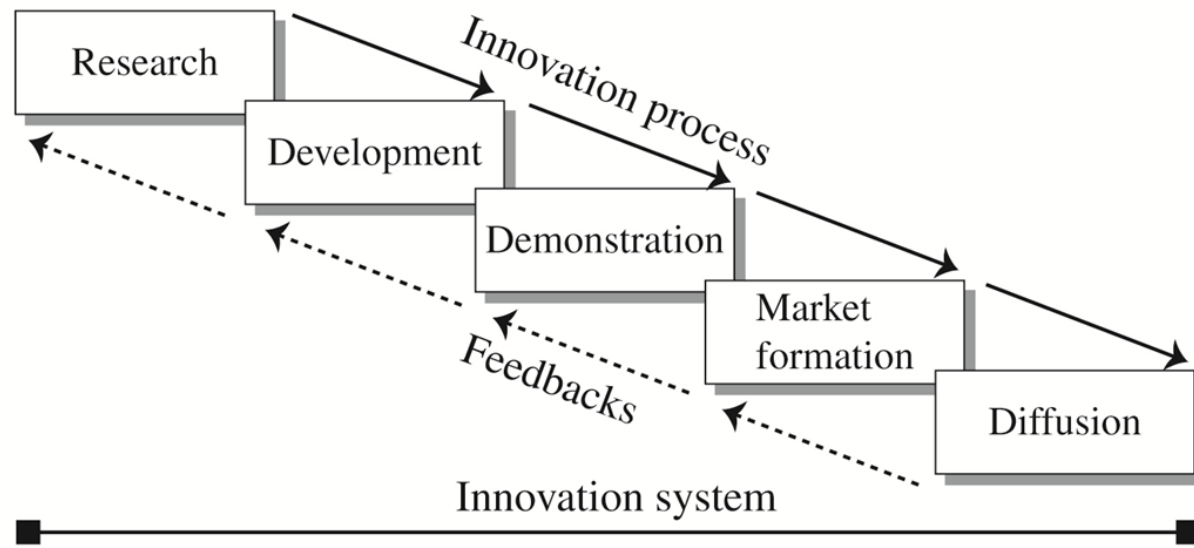 Research
Innovation process
Development
Demonstration
Market
formation
Feedbacks
Diffusion
Innovation system